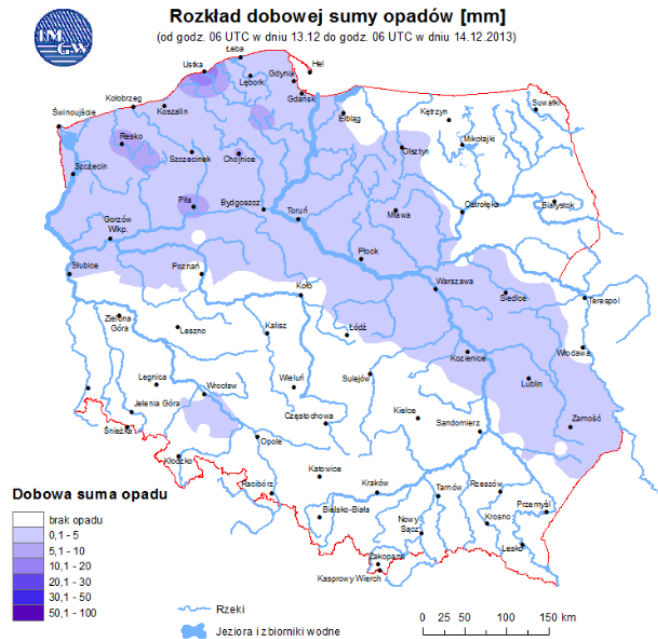 IMGW
Rozkład dobowej sumy opadów [mm]
(od godz. 06 UTC w dniu 13.12 do godz. 06 UTC w dniu 14.12.2013)
Łeba
Ustka
Hel
Lębork
Gdynia
Gdańsk
Kołobrzeg
Koszalin
Świnoujście
Elbląg
Kętrzyn
Suwałki
Resko
Mikołajki
Olsztyn
Szczecinek
Chojnice
Szczecin
Piła
Bydgoszcz
Toruń
Mława
Ostrołęka
Białystok
Gorzów
Wlkp.
Płock
Słubice
Poznań
Koło
Warszawa
Siedlce
Terespol
Zielona
Góra
Leszno
Kalisz
Łódź
Kozienice
Włodawa
Legnica
Wrocław
Wieluń
Sulejów
Lublin
Jelenia Góra
Śnieżka
Częstochowa
Kielce
Sandomierz
Zamość
Opole
Kłodzko
Katowice
Racibórz
Kraków
Tarnów
Rzeszów
Bielsko-Biała
Nowy
Sącz
Krosno
Przemyśl
Lesko
Zakopane
Kasprowy Wierch
Dobowa suma opadu
brak opadu
0,1 - 5
5,1 - 10
10,1 - 20
20,1 - 30
30,1 - 50
50,1 - 100
Rzeki
Jeziora i zbiorniki wodne
0 25 50 100 150 km